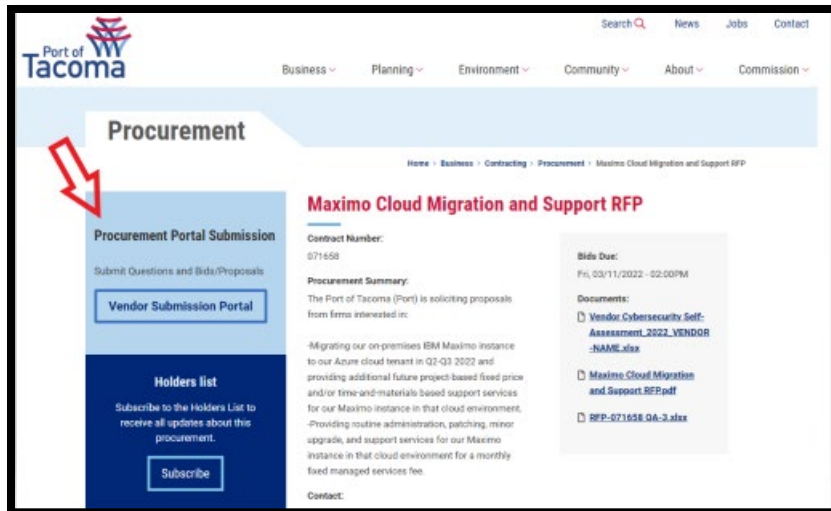 Search News Jobs Contact
Port of
Tacoma
Business Planning Environment Community About Commission
Procurement
Home > Business > Contracting > Procurement > Maximo Cloud Migration and Support RFP
Procurement Portal Submission
Submit Questions and Bids/Proposals
Vendor Submission Portal
Holders list
Subscribe to the Holders List to
receive all updates about this
procurement.
Subscribe
Maximo Cloud Migration and Support RFP
Contract Number:
071658
Procurement Summary:
The Port of Tacoma (Port) is soliciting proposals
from firms interested in:
-Migrating our on-premises IBM Maximo instance
to our Azure cloud tenant in Q2-Q3 2022 and
providing additional future project-based fixed price
and/or time-and-materials based support services
for our Maximo instance in that cloud environment.
-Providing routine administration, patching, minor
upgrade, and support services for our Maximo
instance in that cloud environment for a monthly
fixed managed services fee.
Contact:
Bids Due:
Fri, 03/11/2022 - 02:00PM
Documents:
Vendor Cybersecurity Self-
Assessment_2022_VENDOR
-NAME.xlsx
Maximo Cloud Migration
and Support RFP.pdf
RFP-071658 QA-3.xlsx